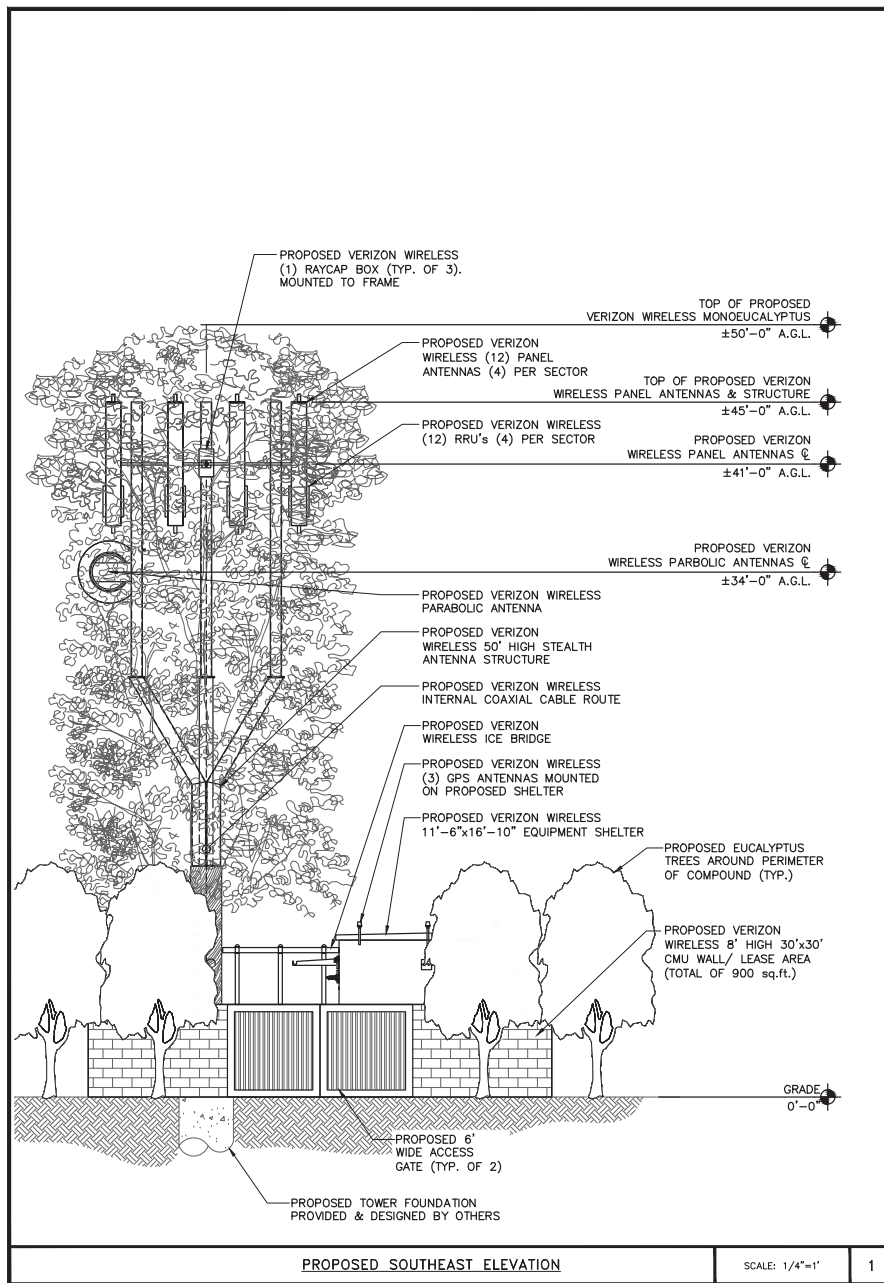 PROPOSED VERIZON WIRELESS
(1) RAYCAP BOX (TYP. OF 3).
MOUNTED TO FRAME
TOP OF PROPOSED
VERIZON WIRELESS MONOEUCALYPTUS
±50'-0" A.G.L.
PROPOSED VERIZON
WIRELESS (12) PANEL
ANTENNAS (4) PER SECTOR
TOP OF PROPOSED VERIZON
WIRELESS PANEL ANTENNAS & STRUCTURE
±45'-0" A.G.L.
PROPOSED VERIZON WIRELESS
(12) RRU's (4) PER SECTOR
PROPOSED VERIZON
WIRELESS PANEL ANTENNAS ℄
±41'-0" A.G.L.
PROPOSED VERIZON
WIRELESS PARBOLIC ANTENNAS ℄
±34'-0" A.G.L.
PROPOSED VERIZON WIRELESS
PARABOLIC ANTENNA
PROPOSED VERIZON
WIRELESS 50' HIGH STEALTH
ANTENNA STRUCTURE
PROPOSED VERIZON WIRELESS
INTERNAL COAXIAL CABLE ROUTE
PROPOSED VERIZON
WIRELESS ICE BRIDGE
PROPOSED VERIZON WIRELESS
(3) GPS ANTENNAS MOUNTED
ON PROPOSED SHELTER
PROPOSED VERIZON WIRELESS
11'-6"x16'-10" EQUIPMENT SHELTER
PROPOSED EUCALYPTUS
TREES AROUND PERIMETER
OF COMPOUND (TYP.)
PROPOSED VERIZON
WIRELESS 8' HIGH 30'x30'
CMU WALL/ LEASE AREA
(TOTAL OF 900 sq.ft.)
GRADE
0'-0"
PROPOSED 6'
WIDE ACCESS
GATE (TYP. OF 2)
PROPOSED TOWER FOUNDATION
PROVIDED & DESIGNED BY OTHERS
PROPOSED SOUTHEAST ELEVATION
SCALE: 1/4"=1'
1